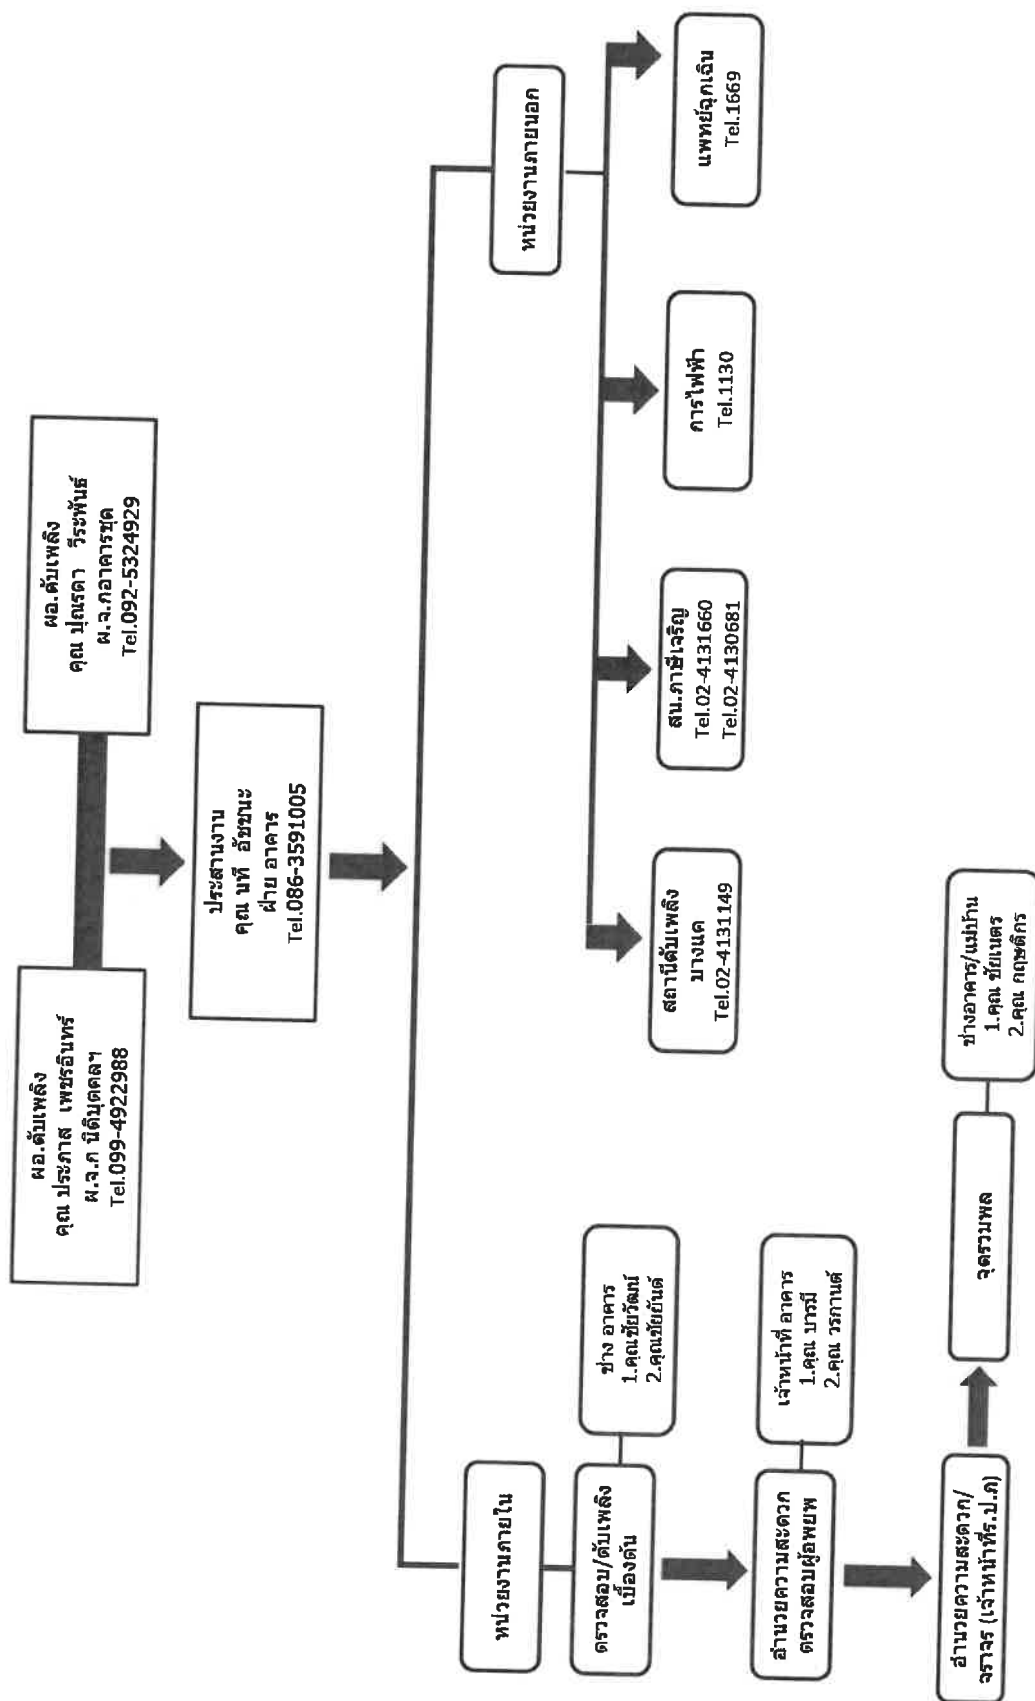 ผอ.ดับเพลิง
คุณ ประภาส เพชรอินทร์
ผ.จ.ก นิติบุคคลฯ
Tel.099-4922988
ผอ.ดับเพลิง
คุณ ปุณรดา วีระพันธ์
ผ.จ.กอาคารชุด
Tel.092-5324929
ประสานงาน
คุณ นที อัชชนะ
ฝ่าย อาคาร
Tel.086-3591005
หน่วยงานภายใน
หน่วยงานภายนอก
ตรวจสอบ/ดับเพลิง
เบื้องต้น
ช่าง อาคาร
1.คุณชัยวัฒน์
2.คุณชัยยันต์
สถานีดับเพลิง
บางแค
Tel.02-4131149
สน.ภาษีเจริญ
Tel.02-4131660
Tel.02-4130681
การไฟฟ้า
Tel.1130
แพทย์ฉุกเฉิน
Tel.1669
อำนวยความสะดวก
ตรวจสอบผู้อพยพ
เจ้าหน้าที่ อาคาร
1.คุณ บารมี
2.คุณ วรกานต์
อำนวยความสะดวก/
จราจร (เจ้าหน้าที่ร.ป.ภ)
จุดรวมพล
ช่างอาคาร/แม่บ้าน
1.คุณ ชัยเนตร
2.คุณ กฤษติกร